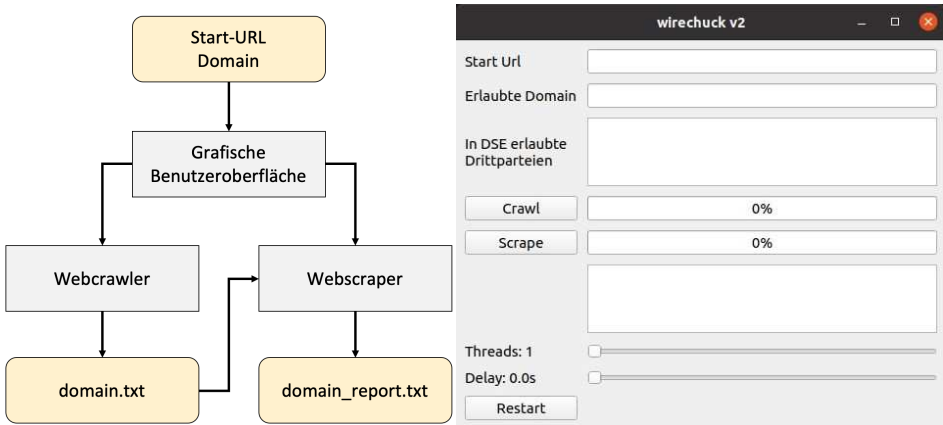 Start-URL
Domain
Grafische
Benutzeroberfläche
Webcrawler
Webscraper
domain.txt
domain_report.txt
wirechuck v2
Start Url
Erlaubte Domain
In DSE erlaubte
Drittparteien
Crawl
0%
Scrape
0%
Threads: 1
Delay: 0.0s
Restart